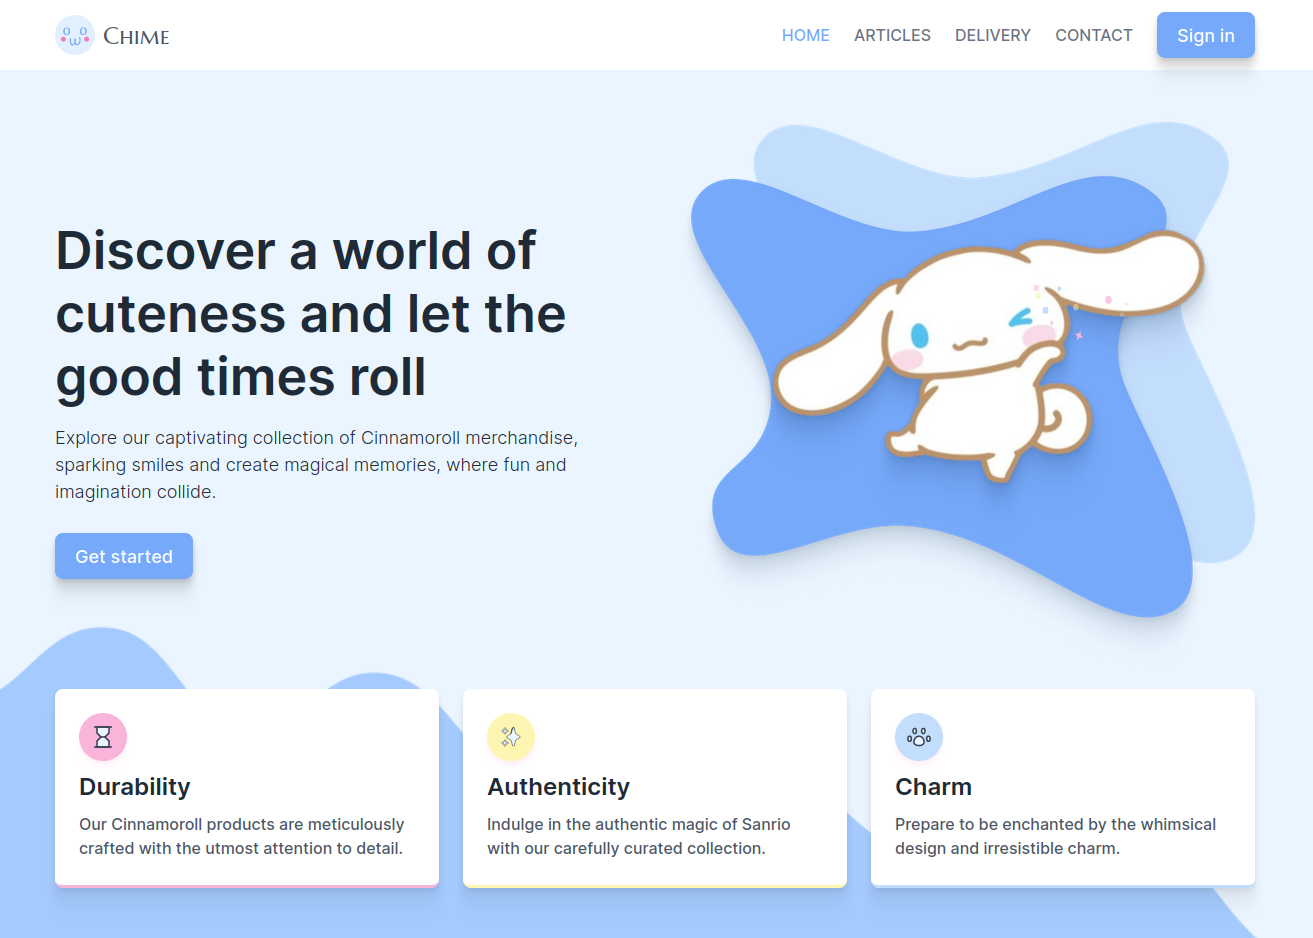 CHIME
HOME
ARTICLES
DELIVERY
CONTACT
Sign in
Discover a world of
cuteness and let the
good times roll
Explore our captivating collection of Cinnamoroll merchandise,
sparking smiles and create magical memories, where fun and
imagination collide.
Get started
Durability
Our Cinnamoroll products are meticulously
crafted with the utmost attention to detail.
Authenticity
Indulge in the authentic magic of Sanrio
with our carefully curated collection.
Charm
Prepare to be enchanted by the whimsical
design and irresistible charm.